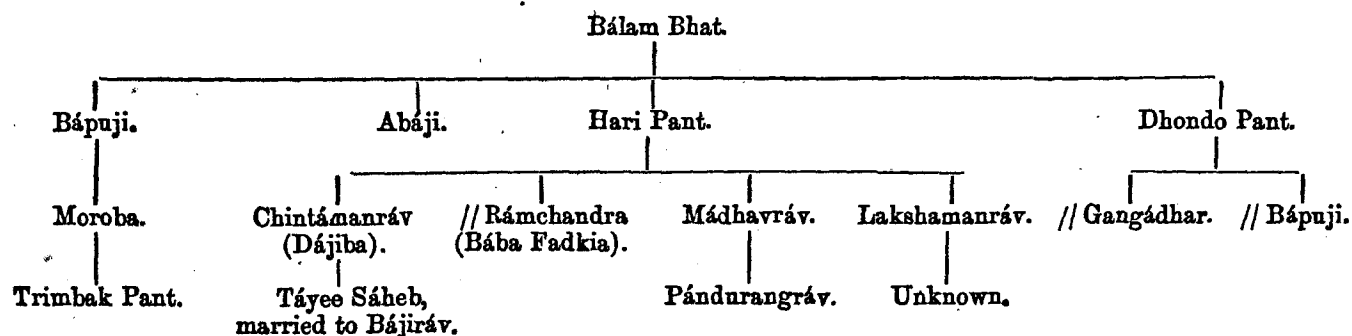 Bálam Bhat.
Bápuji. Abáji. Hari Pant. Dhondo Pant.
Moroba. Chintámanráv // Rámchandra Mádhavráv. Lakshamanráv. // Gangádhar. // Bápuji.
(Dájiba). (Bába Fadkia).
Trimbak Pant. Táyee Sáheb, Pándurangráv. Unknown.
married to Bájiráv.